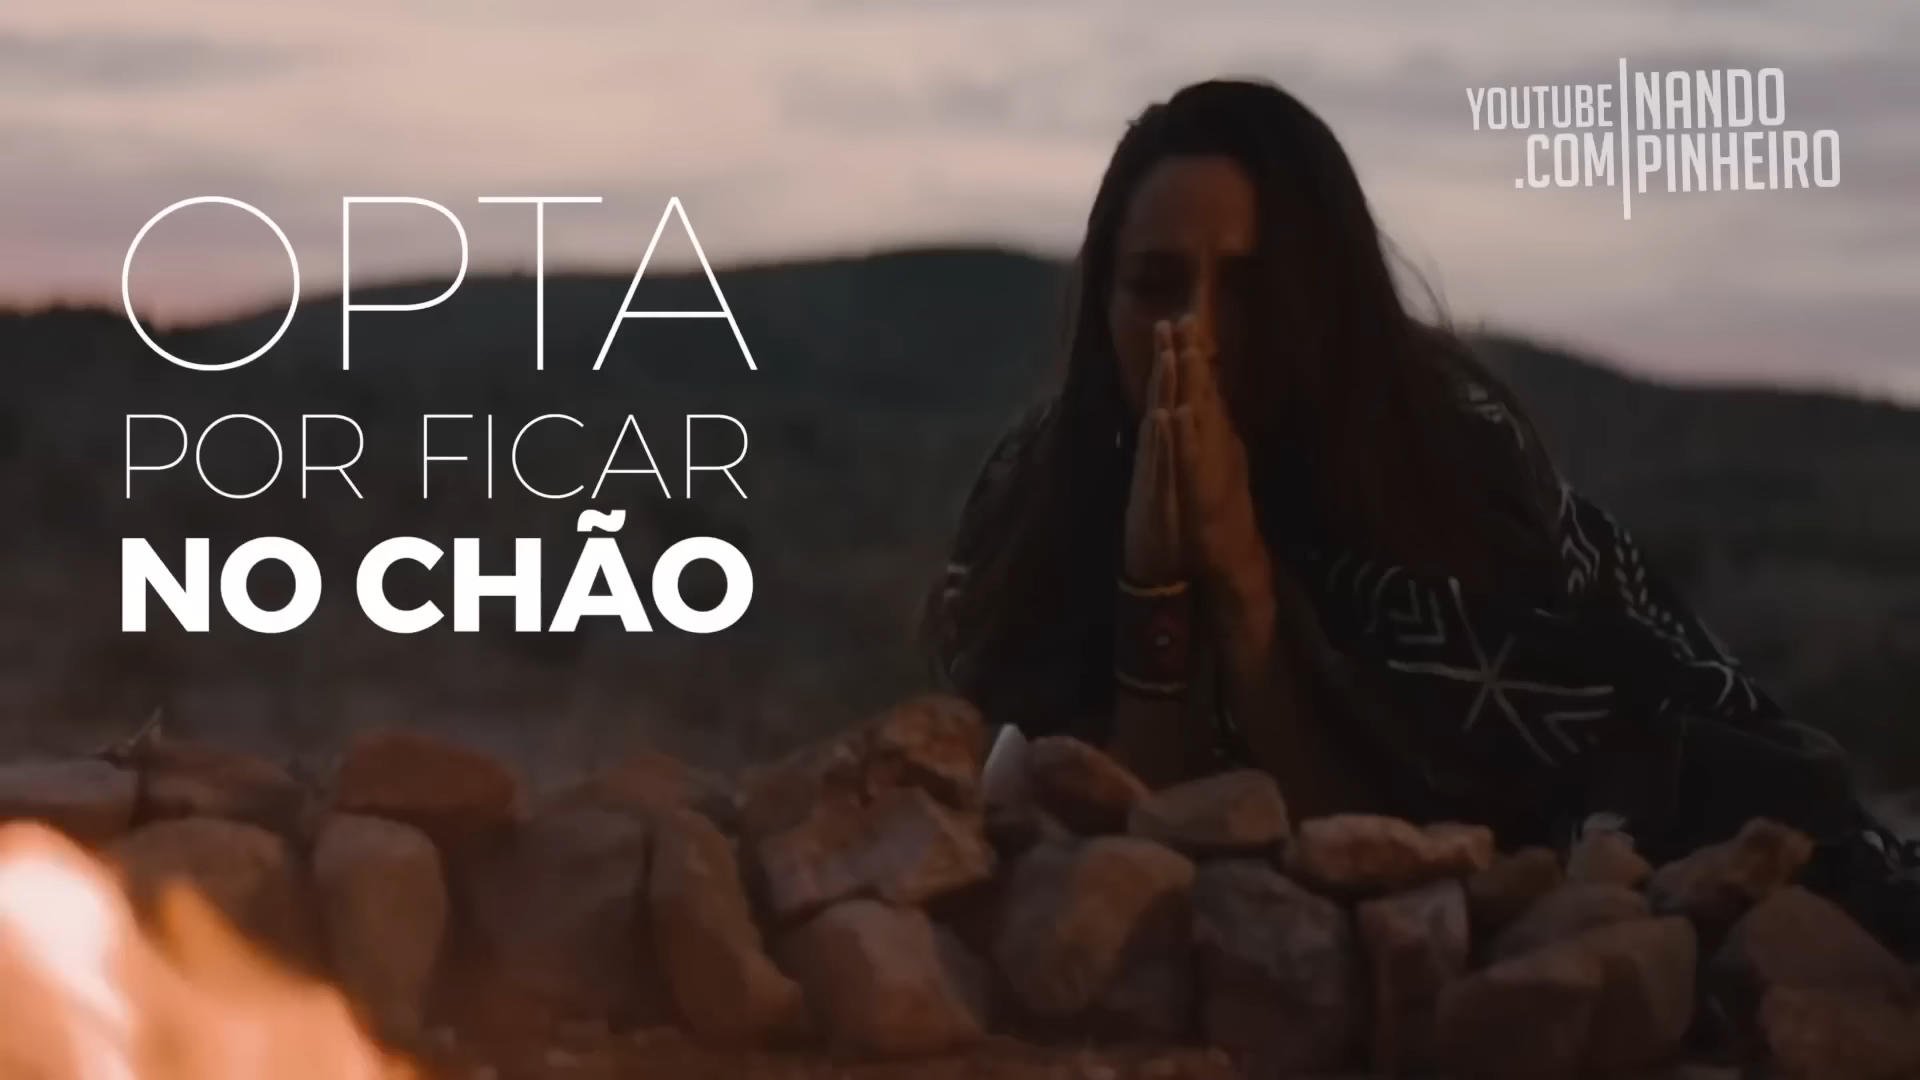 OPTA
POR FICAR
NO CHÃO
YOUTUBE
.COM
NANDO
PINHEIRO